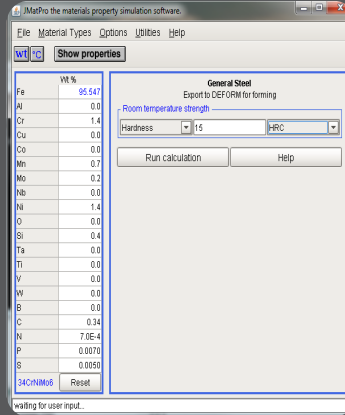 JMatPro the materials property simulation software.
File Material Types Options Utilities Help
wt °C Show properties
Wt %
Fe 95.547
Al 0.0
Cr 1.4
Cu 0.0
Co 0.0
Mn 0.7
Mo 0.2
Nb 0.0
Ni 1.4
O 0.0
Si 0.4
Ta 0.0
Ti 0.0
V 0.0
W 0.0
B 0.0
C 0.34
N 7.0E-4
P 0.0070
S 0.0050
34CrNiMo6 Reset
General Steel
Export to DEFORM for forming
Room temperature strength
Hardness 15 HRC
Run calculation Help
waiting for user input...